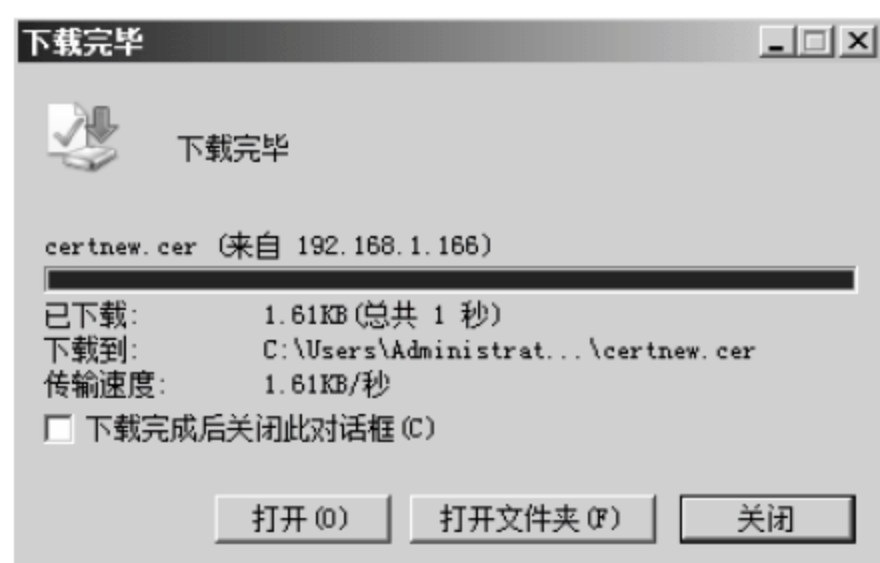 下载完毕
下载完毕
certnew.cer (来自 192.168.1.166)
已下载: 1.61KB(总共 1 秒)
下载到: C:\Users\Administrat...\certnew.cer
传输速度: 1.61KB/秒
下载完成后关闭此对话框(C)
打开(O) 打开文件夹(F) 关闭